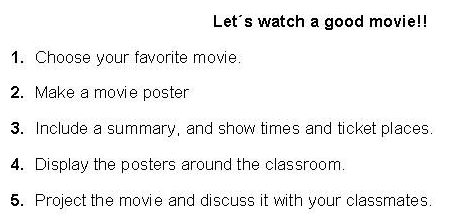 Let´s watch a good movie!!
1. Choose your favorite movie.
2. Make a movie poster
3. Include a summary, and show times and ticket places.
4. Display the posters around the classroom.
5. Project the movie and discuss it with your classmates.